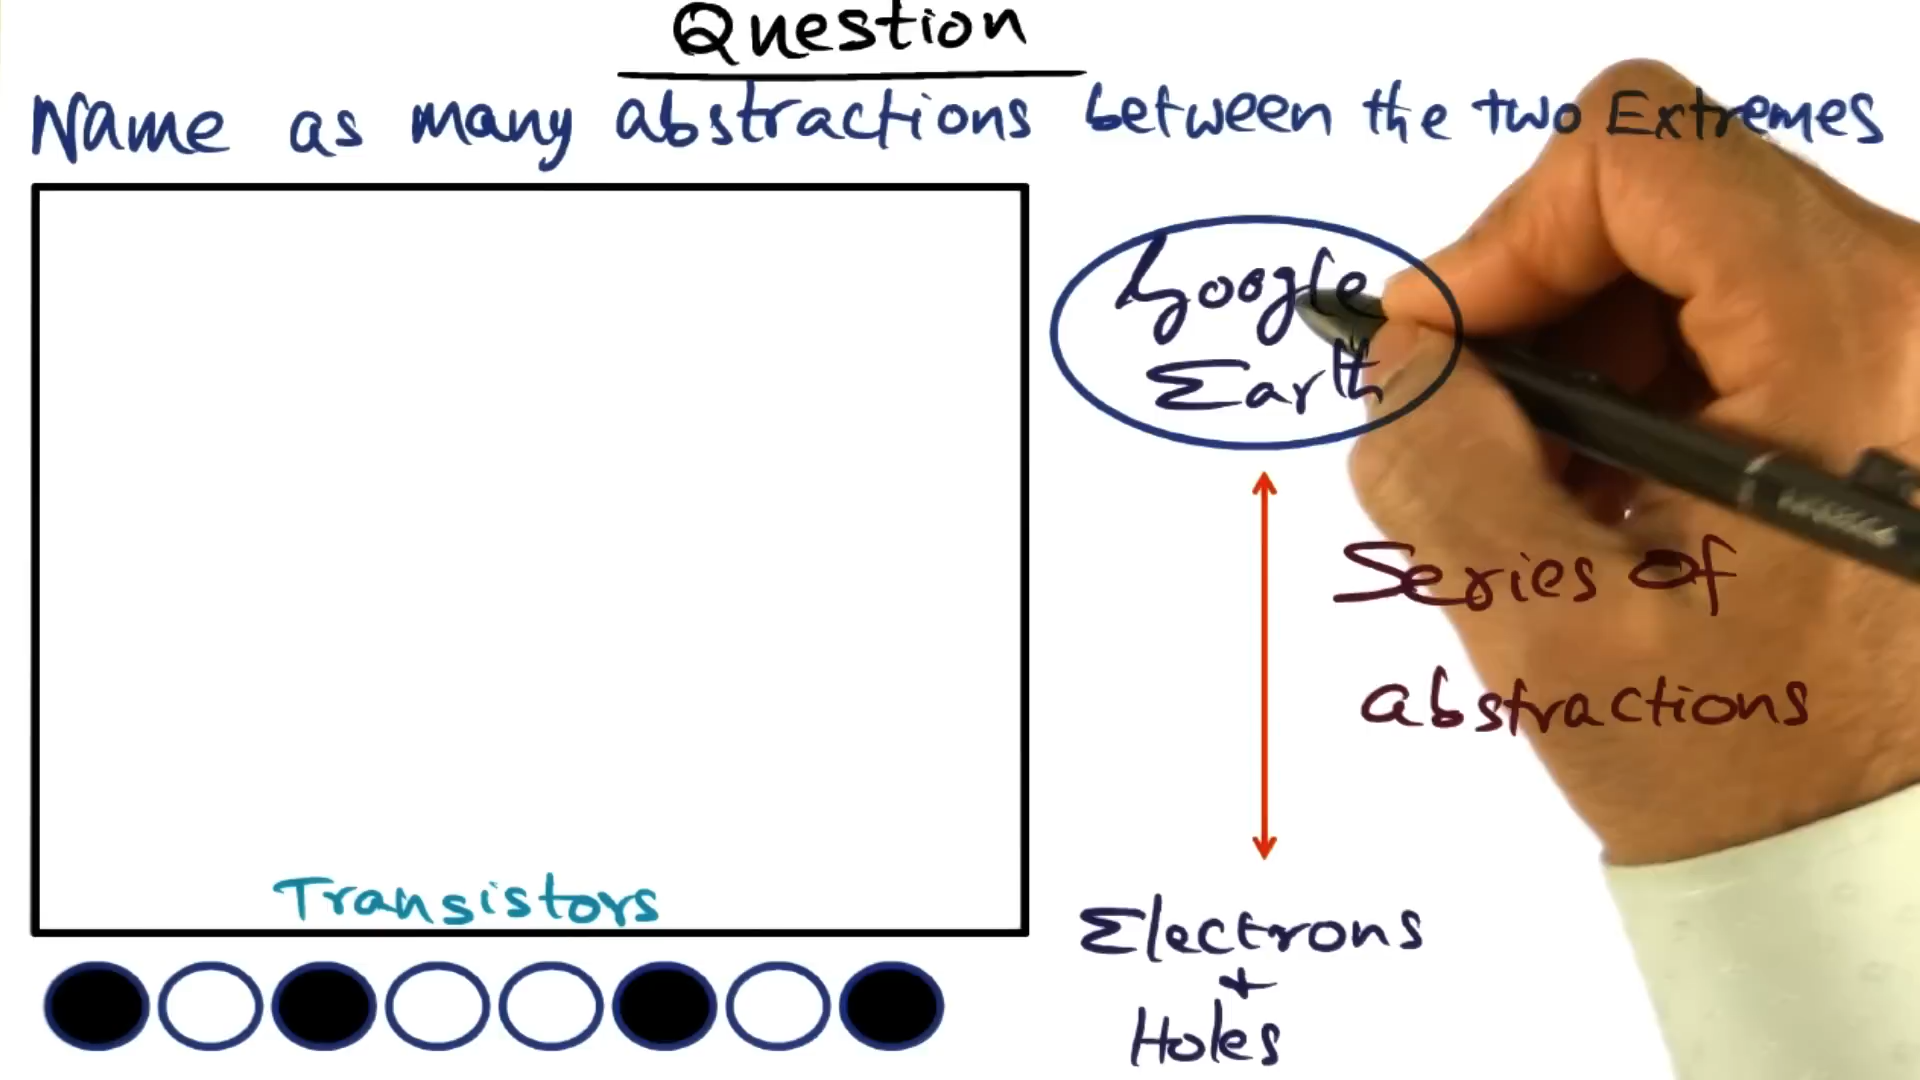 Question
Name as many abstractions between the two Extremes
Google
Earth
Series of
abstractions
Transistors
Electrons
+
Holes